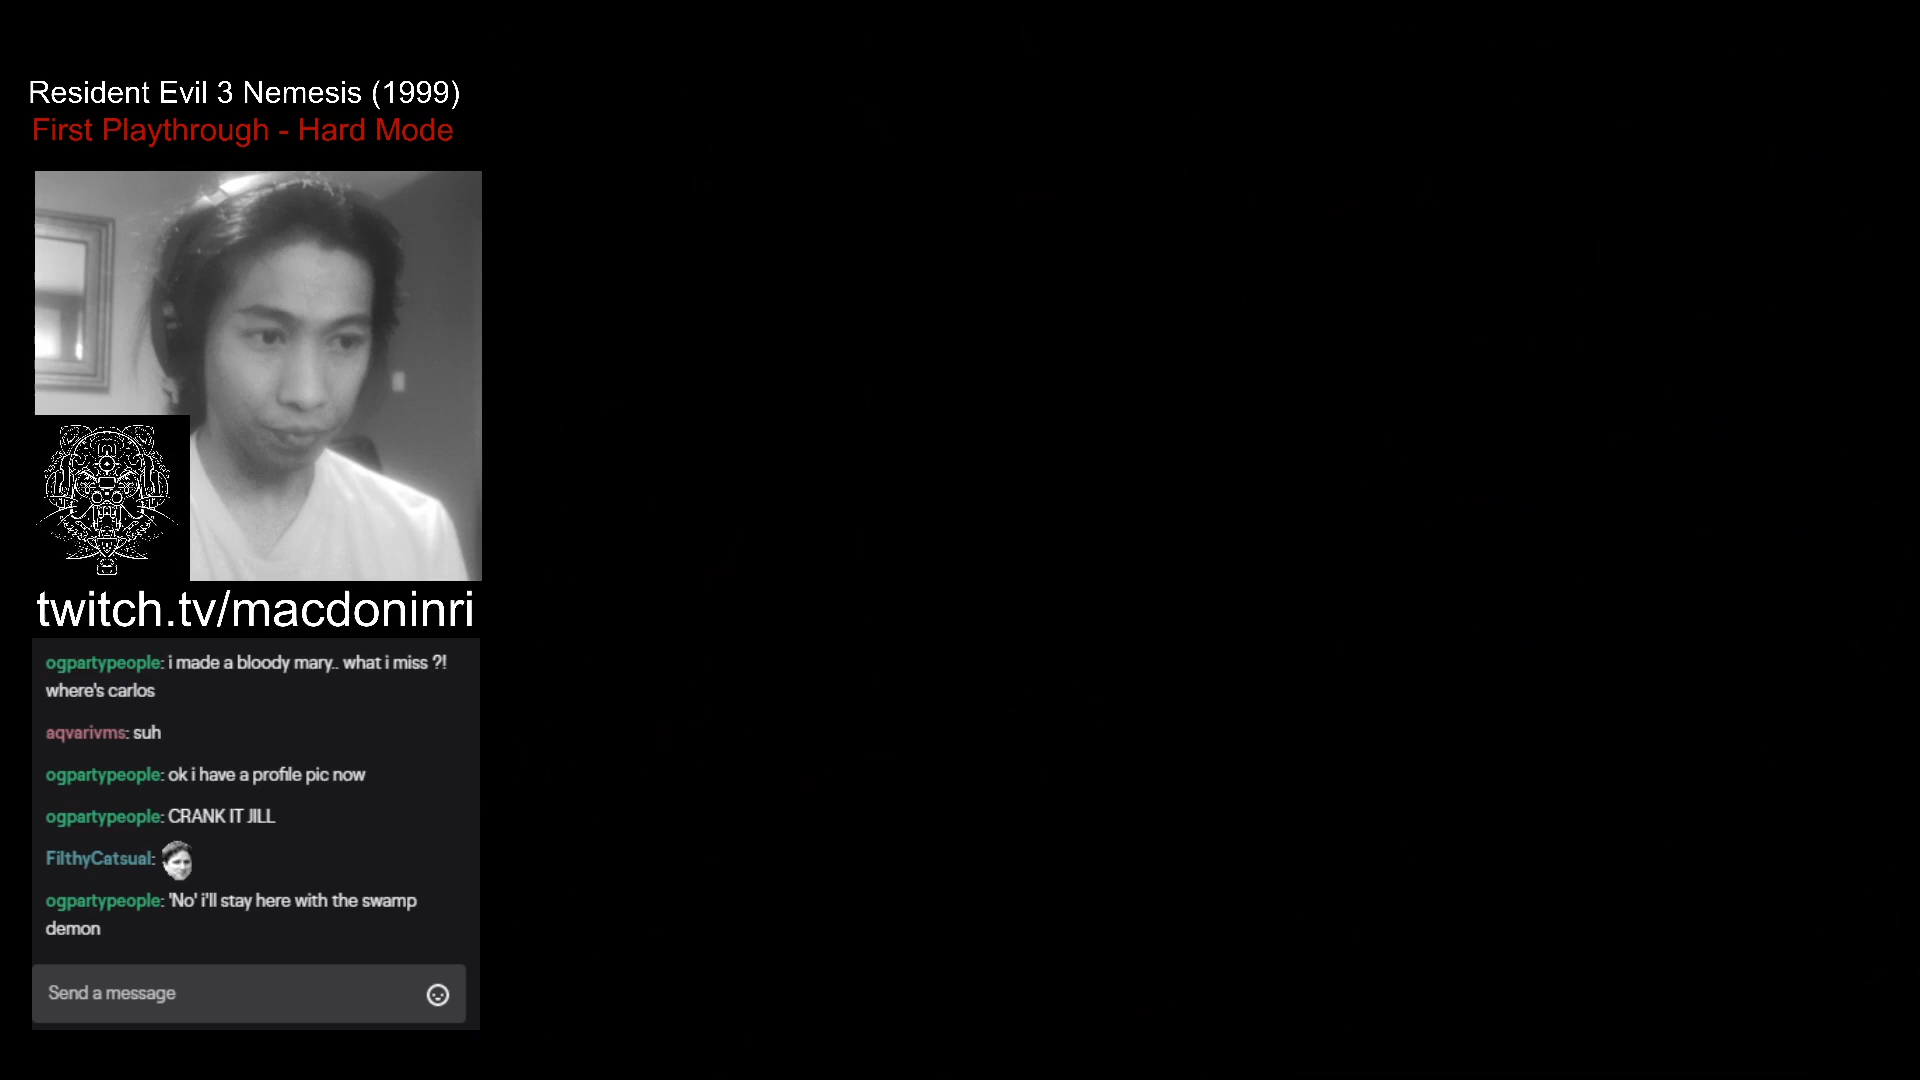 Resident Evil 3 Nemesis (1999)
First Playthrough - Hard Mode
twitch.tv/macdoninri
ogpartypeople: i made a bloody mary.. what i miss ?!
where's carlos
aqvarivms: suh
ogpartypeople: ok i have a profile pic now
ogpartypeople: CRANK IT JILL
FilthyCatsual:
ogpartypeople: 'No' i'll stay here with the swamp
demon
Send a message